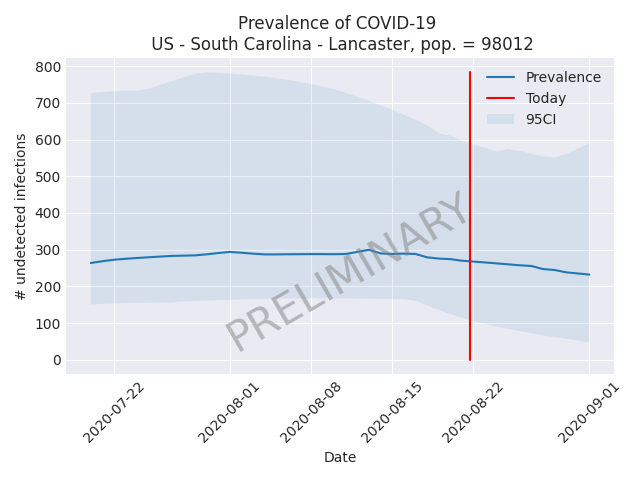 Prevalence of COVID-19
US - South Carolina - Lancaster, pop. = 98012
# undetected infections
800
700
600
500
400
300
200
100
0
Prevalence
Today
95CI
PRELIMINARY
2020-07-22
2020-08-01
2020-08-08
2020-08-15
2020-08-22
2020-09-01
Date